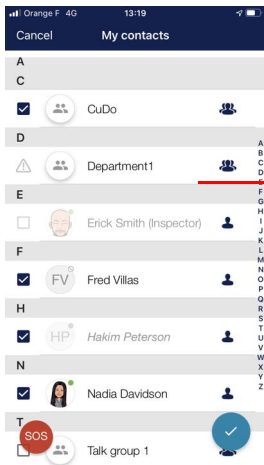 Orange F 4G 13:19
Cancel My contacts
A
C
CuDo
D
Department1
E
Erick Smith (Inspector)
F
FV Fred Villas
H
HP Hakim Peterson
N
Nadia Davidson
T
SOS
Talk group 1
A
B
C
D
E
F
G
H
I
J
K
L
M
N
O
P
Q
R
S
T
U
V
W
X
Y
Z